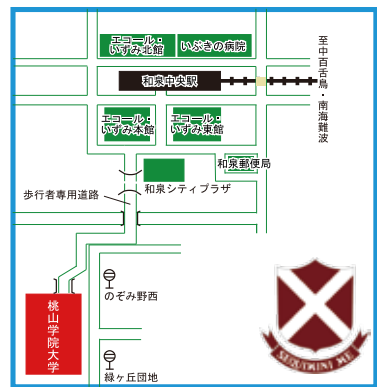 エコール・
いずみ北館
いぶきの病院
和泉中央駅
至中百舌鳥・南海難波
エコール・
いずみ本館
エコール・
いずみ東館
和泉郵便局
和泉シティプラザ
歩行者専用道路
のぞみ野西
桃山学院大学
緑ヶ丘団地
SEQUIMINI ME